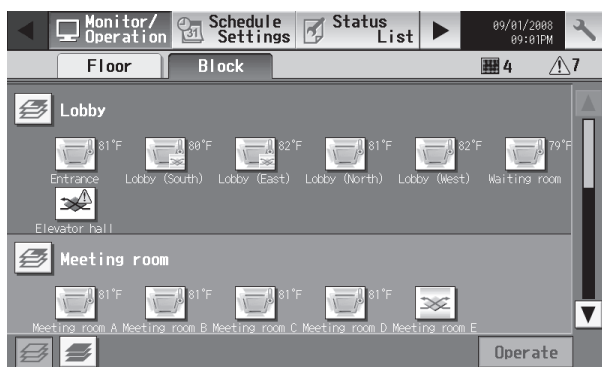 Monitor/ Operation
Schedule Settings
31
Status List
09/01/2008
09:01PM
Floor
Block
4
7
Lobby
81°F 80°F 82°F 81°F 82°F 79°F
Entrance Lobby (South) Lobby (East) Lobby (North) Lobby (West) Waiting room
Elevator hall
Meeting room
81°F 81°F 81°F 81°F
Meeting room A Meeting room B Meeting room C Meeting room D Meeting room E
Operate